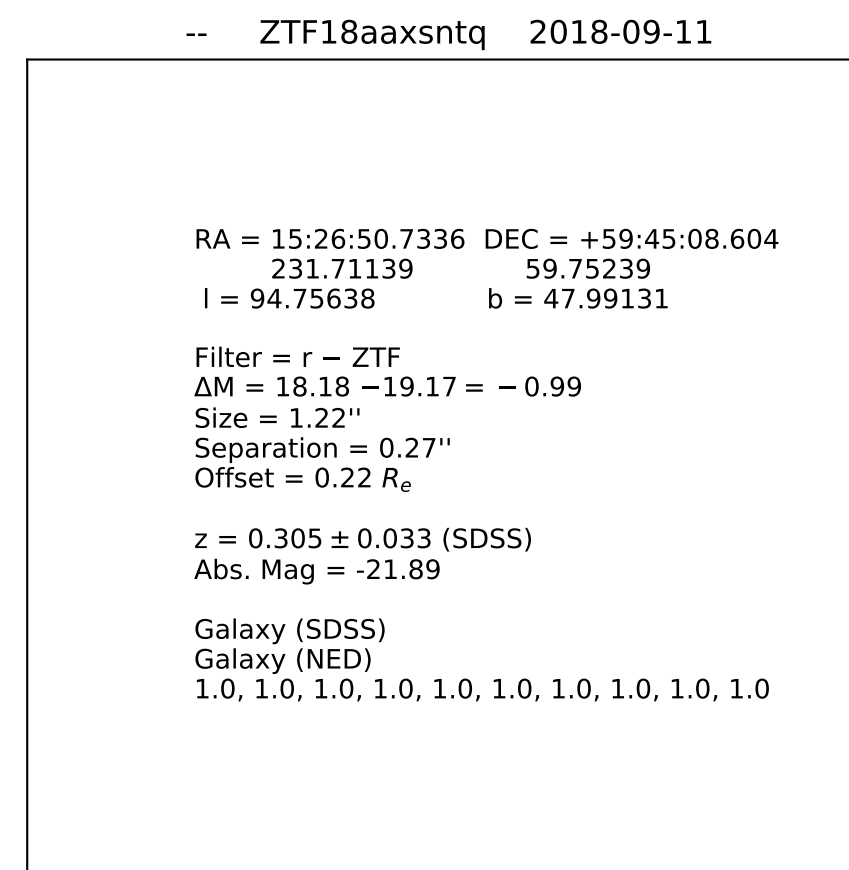 -- ZTF18aaxsntq 2018-09-11
RA = 15:26:50.7336 DEC = +59:45:08.604
231.71139 59.75239
l = 94.75638 b = 47.99131
Filter = r − ZTF
ΔM = 18.18 −19.17 = − 0.99
Size = 1.22''
Separation = 0.27''
Offset = 0.22 Re
z = 0.305 ± 0.033 (SDSS)
Abs. Mag = -21.89
Galaxy (SDSS)
Galaxy (NED)
1.0, 1.0, 1.0, 1.0, 1.0, 1.0, 1.0, 1.0, 1.0, 1.0